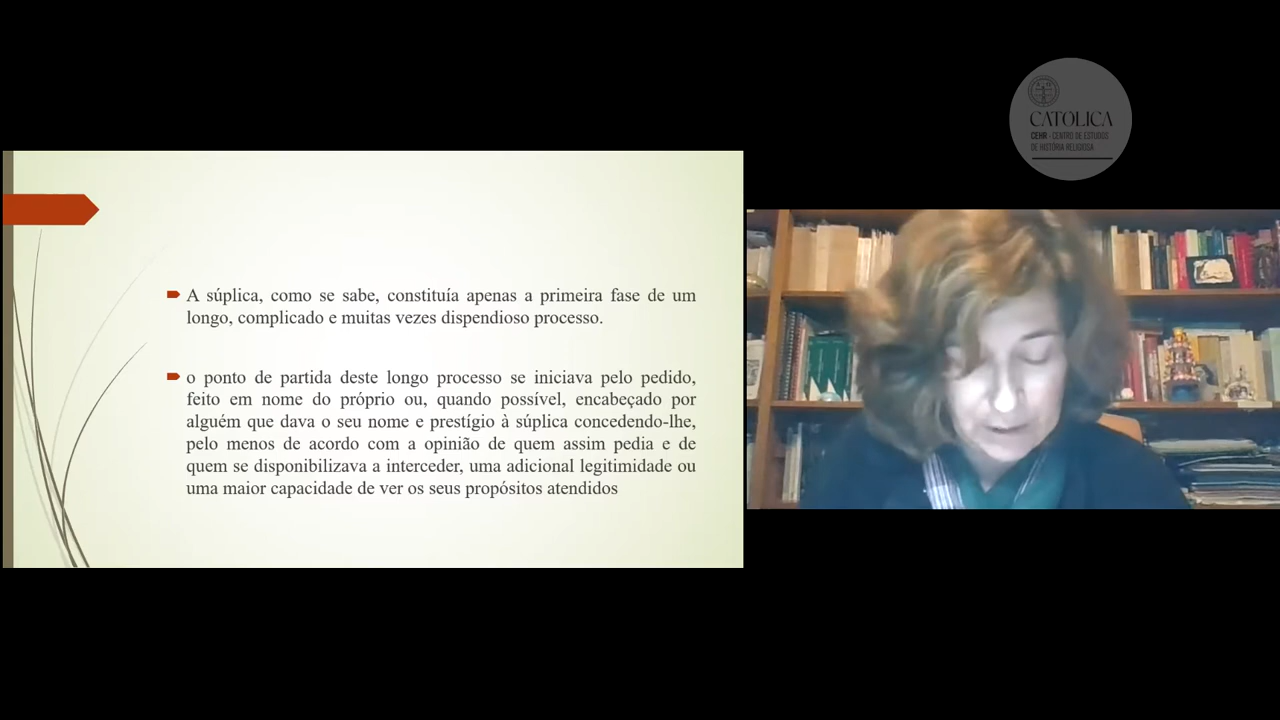 CATOLICA
CEHR - CENTRO DE ESTUDOS
DE HISTÓRIA RELIGIOSA
A súplica, como se sabe, constituía apenas a primeira fase de um
longo, complicado e muitas vezes dispendioso processo.
o ponto de partida deste longo processo se iniciava pelo pedido,
feito em nome do próprio ou, quando possível, encabeçado por
alguém que dava o seu nome e prestígio à súplica concedendo-lhe,
pelo menos de acordo com a opinião de quem assim pedia e de
quem se disponibilizava a interceder, uma adicional legitimidade ou
uma maior capacidade de ver os seus propósitos atendidos